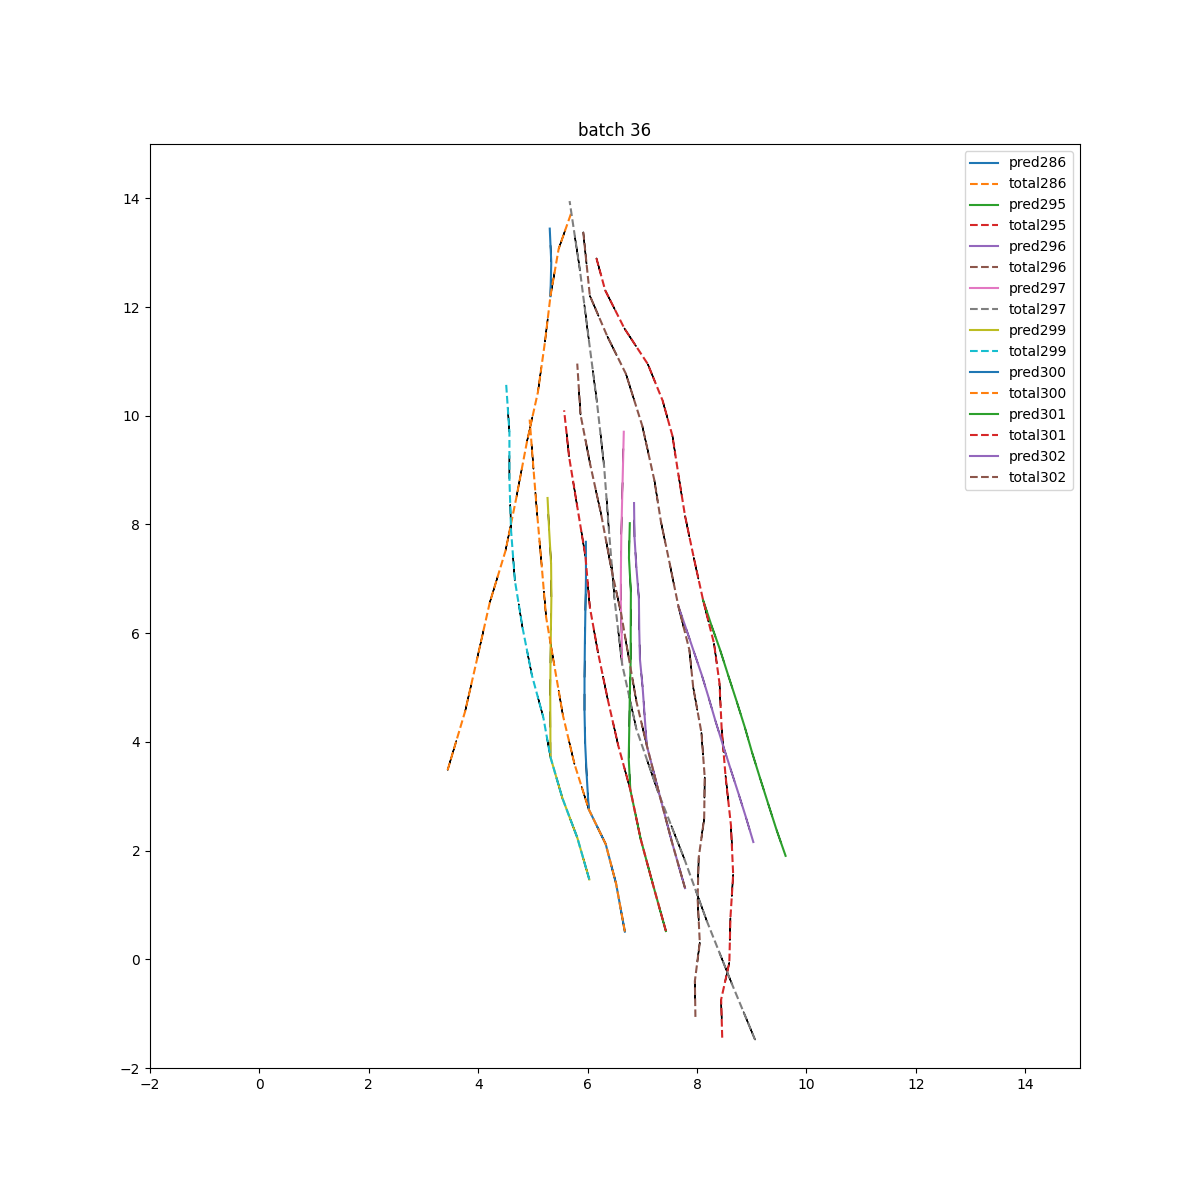 batch 36
pred286
total286
pred295
total295
pred296
total296
pred297
total297
pred299
total299
pred300
total300
pred301
total301
pred302
total302
14
12
10
8
6
4
2
0
−2
−2 0 2 4 6 8 10 12 14